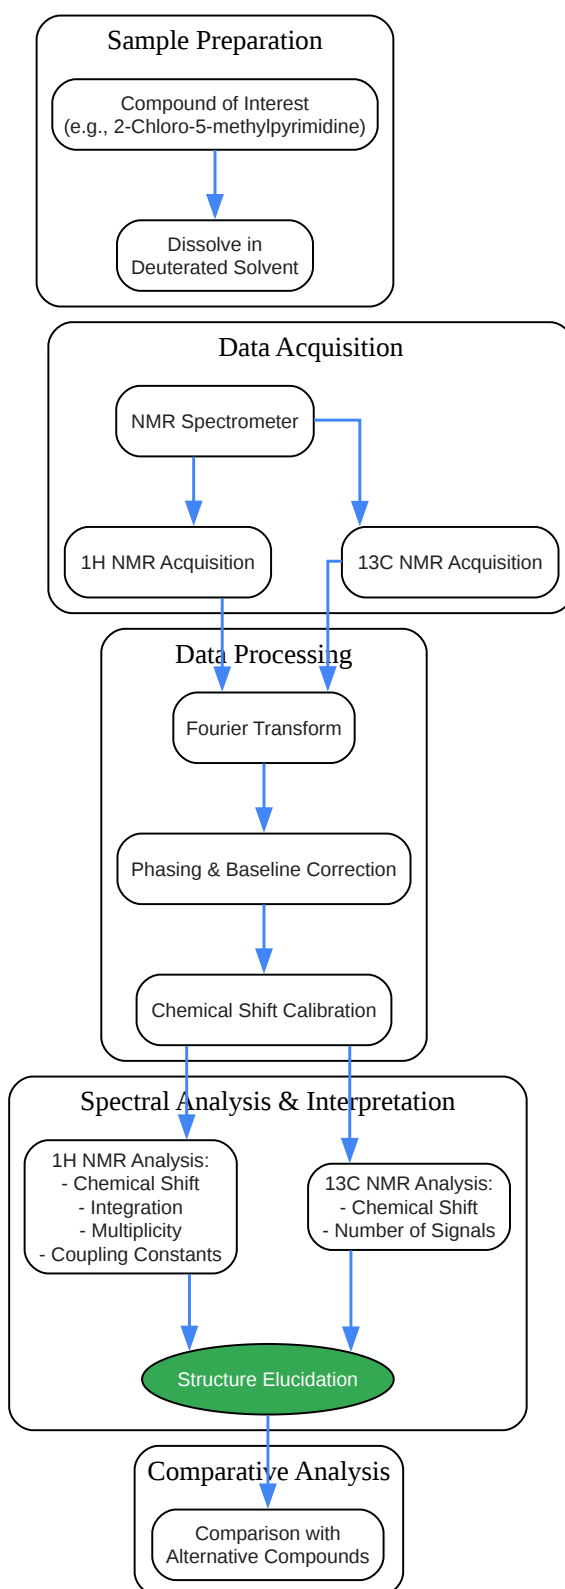 Sample Preparation
Compound of Interest
(e.g., 2-Chloro-5-methylpyrimidine)
Dissolve in
Deuterated Solvent
Data Acquisition
NMR Spectrometer
1H NMR Acquisition
13C NMR Acquisition
Data Processing
Fourier Transform
Phasing & Baseline Correction
Chemical Shift Calibration
Spectral Analysis & Interpretation
1H NMR Analysis:
- Chemical Shift
- Integration
- Multiplicity
- Coupling Constants
13C NMR Analysis:
- Chemical Shift
- Number of Signals
Structure Elucidation
Comparative Analysis
Comparison with
Alternative Compounds